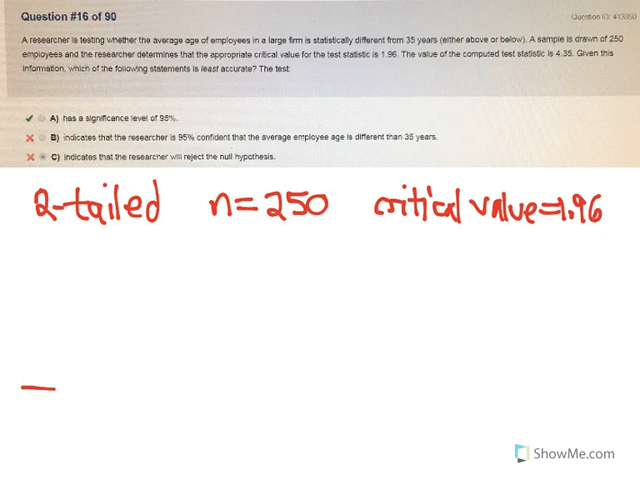 Question #16 of 90
Question ID: 413350
A researcher is testing whether the average age of employees in a large firm is statistically different from 35 years (either above or below). A sample is drawn of 250
employees and the researcher determines that the appropriate critical value for the test statistic is 1.96. The value of the computed test statistic is 4.35. Given this
information, which of the following statements is least accurate? The test:
A) has a significance level of 95%.
B) indicates that the researcher is 95% confident that the average employee age is different than 35 years.
C) indicates that the researcher will reject the null hypothesis.
2-tailed n=250 critical value=1.96
ShowMe.com